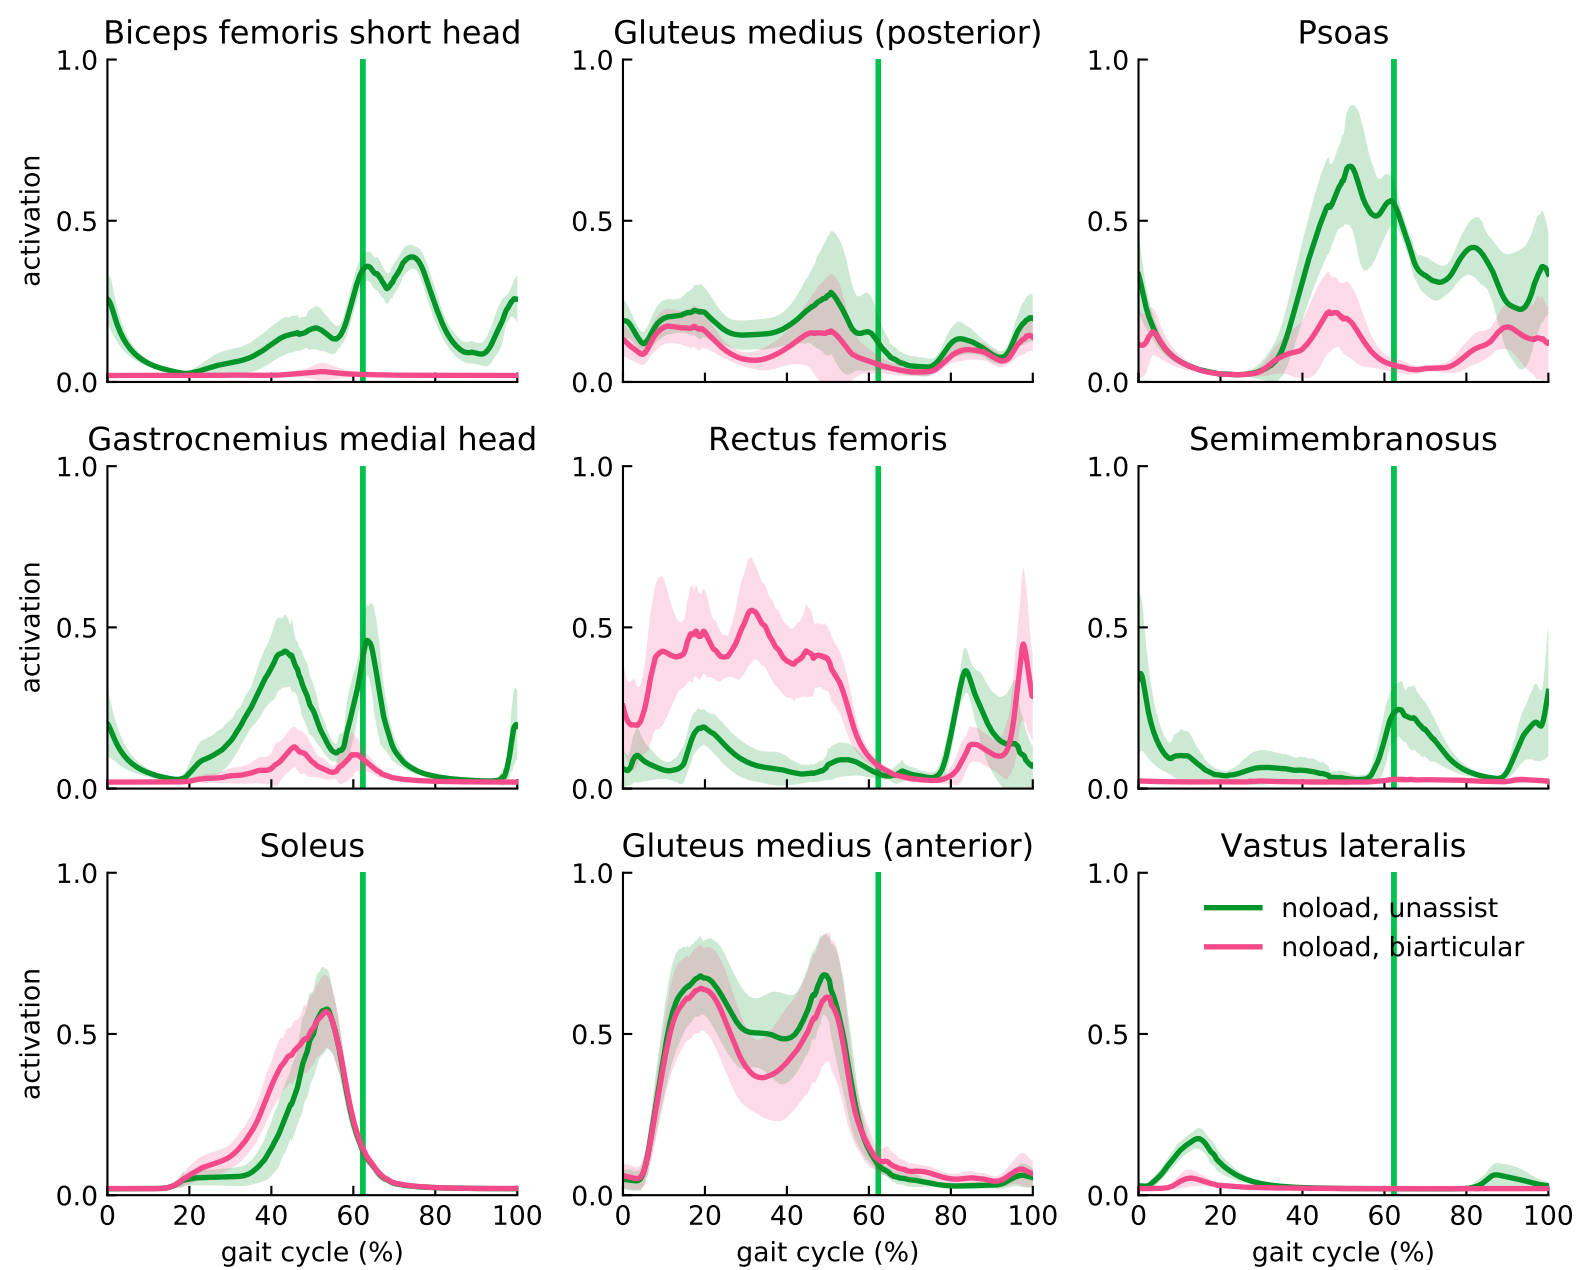 Biceps femoris short head
Gluteus medius (posterior)
Psoas
1.0
0.5
0.0
activation
1.0
0.5
0.0
1.0
0.5
0.0
Gastrocnemius medial head
Rectus femoris
Semimembranosus
1.0
0.5
0.0
activation
1.0
0.5
0.0
1.0
0.5
0.0
Soleus
Gluteus medius (anterior)
Vastus lateralis
1.0
0.5
0.0
activation
1.0
0.5
0.0
1.0
0.5
0.0
noload, unassist
noload, biarticular
0 20 40 60 80 100
0 20 40 60 80 100
0 20 40 60 80 100
gait cycle (%)
gait cycle (%)
gait cycle (%)